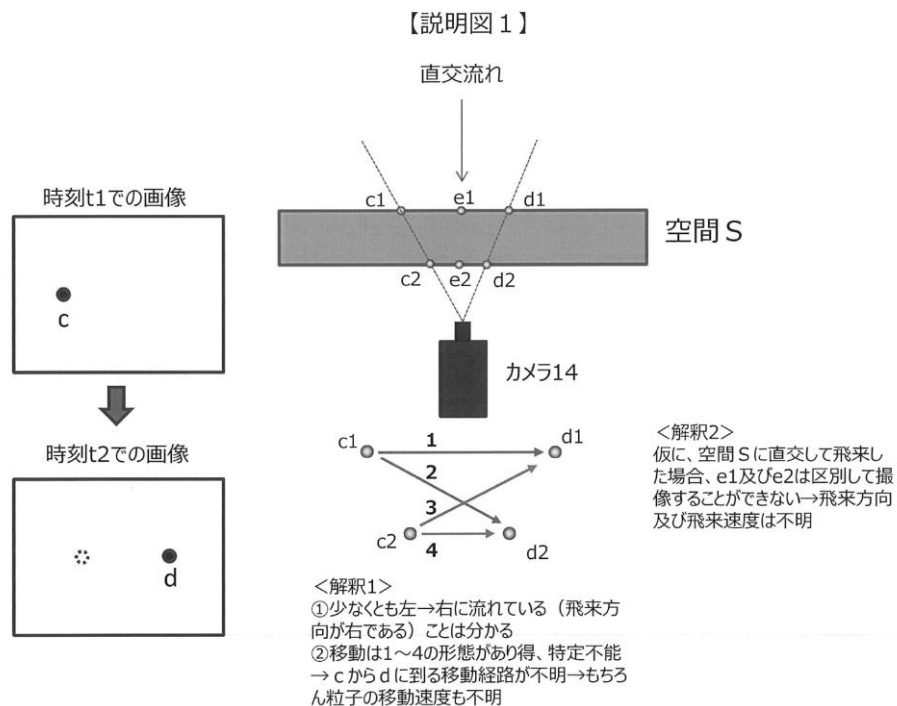 【説明図１】
直交流れ
時刻t1での画像
c
時刻t2での画像
d
c1
e1
d1
空間Ｓ
c2
e2
d2
カメラ14
c1
1
d1
2
3
c2
4
d2
＜解釈1＞
①少なくとも左→右に流れている（飛来方
向が右である）ことは分かる
②移動は1～4の形態があり得、特定不能
→ｃからｄに到る移動経路が不明→もちろ
ん粒子の移動速度も不明
＜解釈2＞
仮に、空間Ｓに直交して飛来し
た場合、e1及びe2は区別して撮
像することができない→飛来方向
及び飛来速度は不明